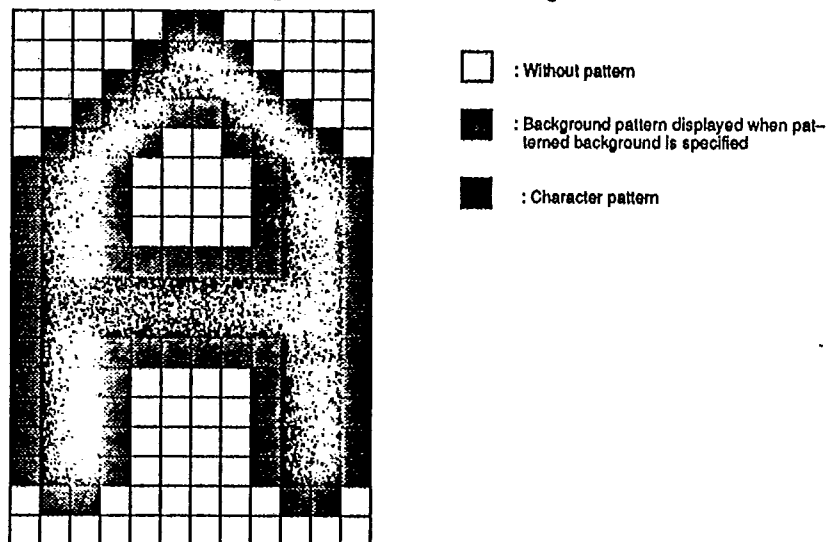 : Without pattern
: Background pattern displayed when pat-
terned background is specified
: Character pattern